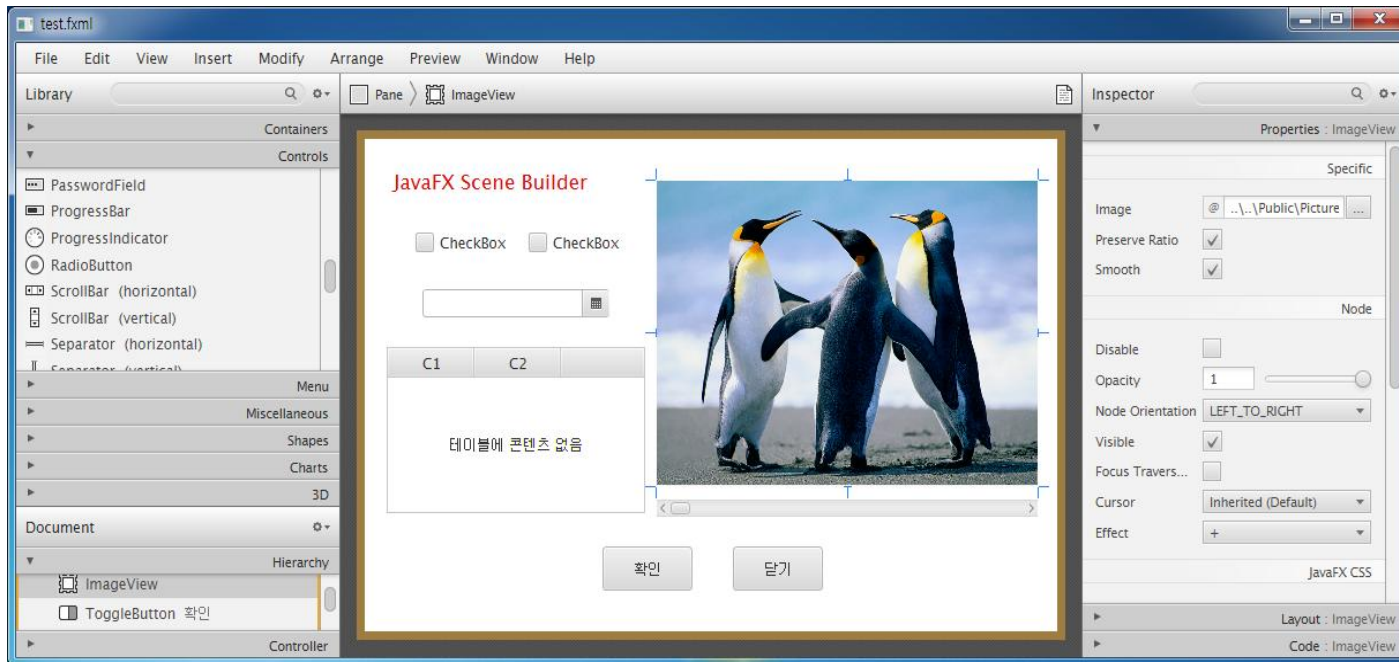 test.fxml
File Edit View Insert Modify Arrange Preview Window Help
Library
Containers
Controls
PasswordField
ProgressBar
ProgressIndicator
RadioButton
ScrollBar (horizontal)
ScrollBar (vertical)
Separator (horizontal)
Separator (vertical)
Menu
Miscellaneous
Shapes
Charts
3D
Document
Hierarchy
ImageView
ToggleButton 확인
Controller
Pane ImageView
JavaFX Scene Builder
CheckBox CheckBox
C1 C2
테이블에 콘텐츠 없음
확인 닫기
Inspector
Properties : ImageView
Specific
Image @ ..\..\Public\Picture ...
Preserve Ratio
Smooth
Node
Disable
Opacity 1
Node Orientation LEFT_TO_RIGHT
Visible
Focus Travers...
Cursor Inherited (Default)
Effect +
JavaFX CSS
Layout : ImageView
Code : ImageView